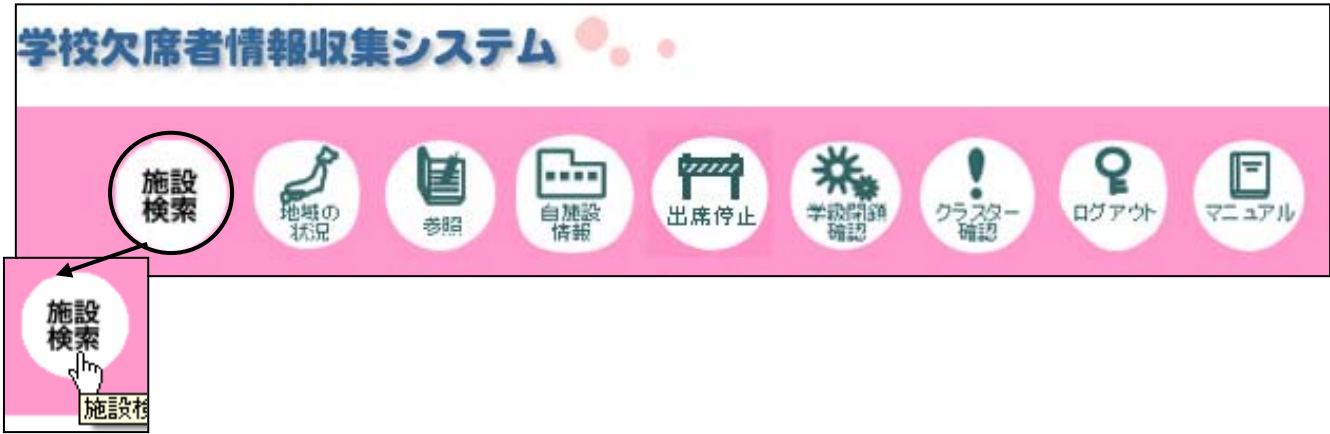 学校欠席者情報収集システム
施設
検索
地域の
状況
参照
自施設
情報
出席停止
学級閉鎖
確認
クラスター
確認
ログアウト
マニュアル
施設
検索
施設検